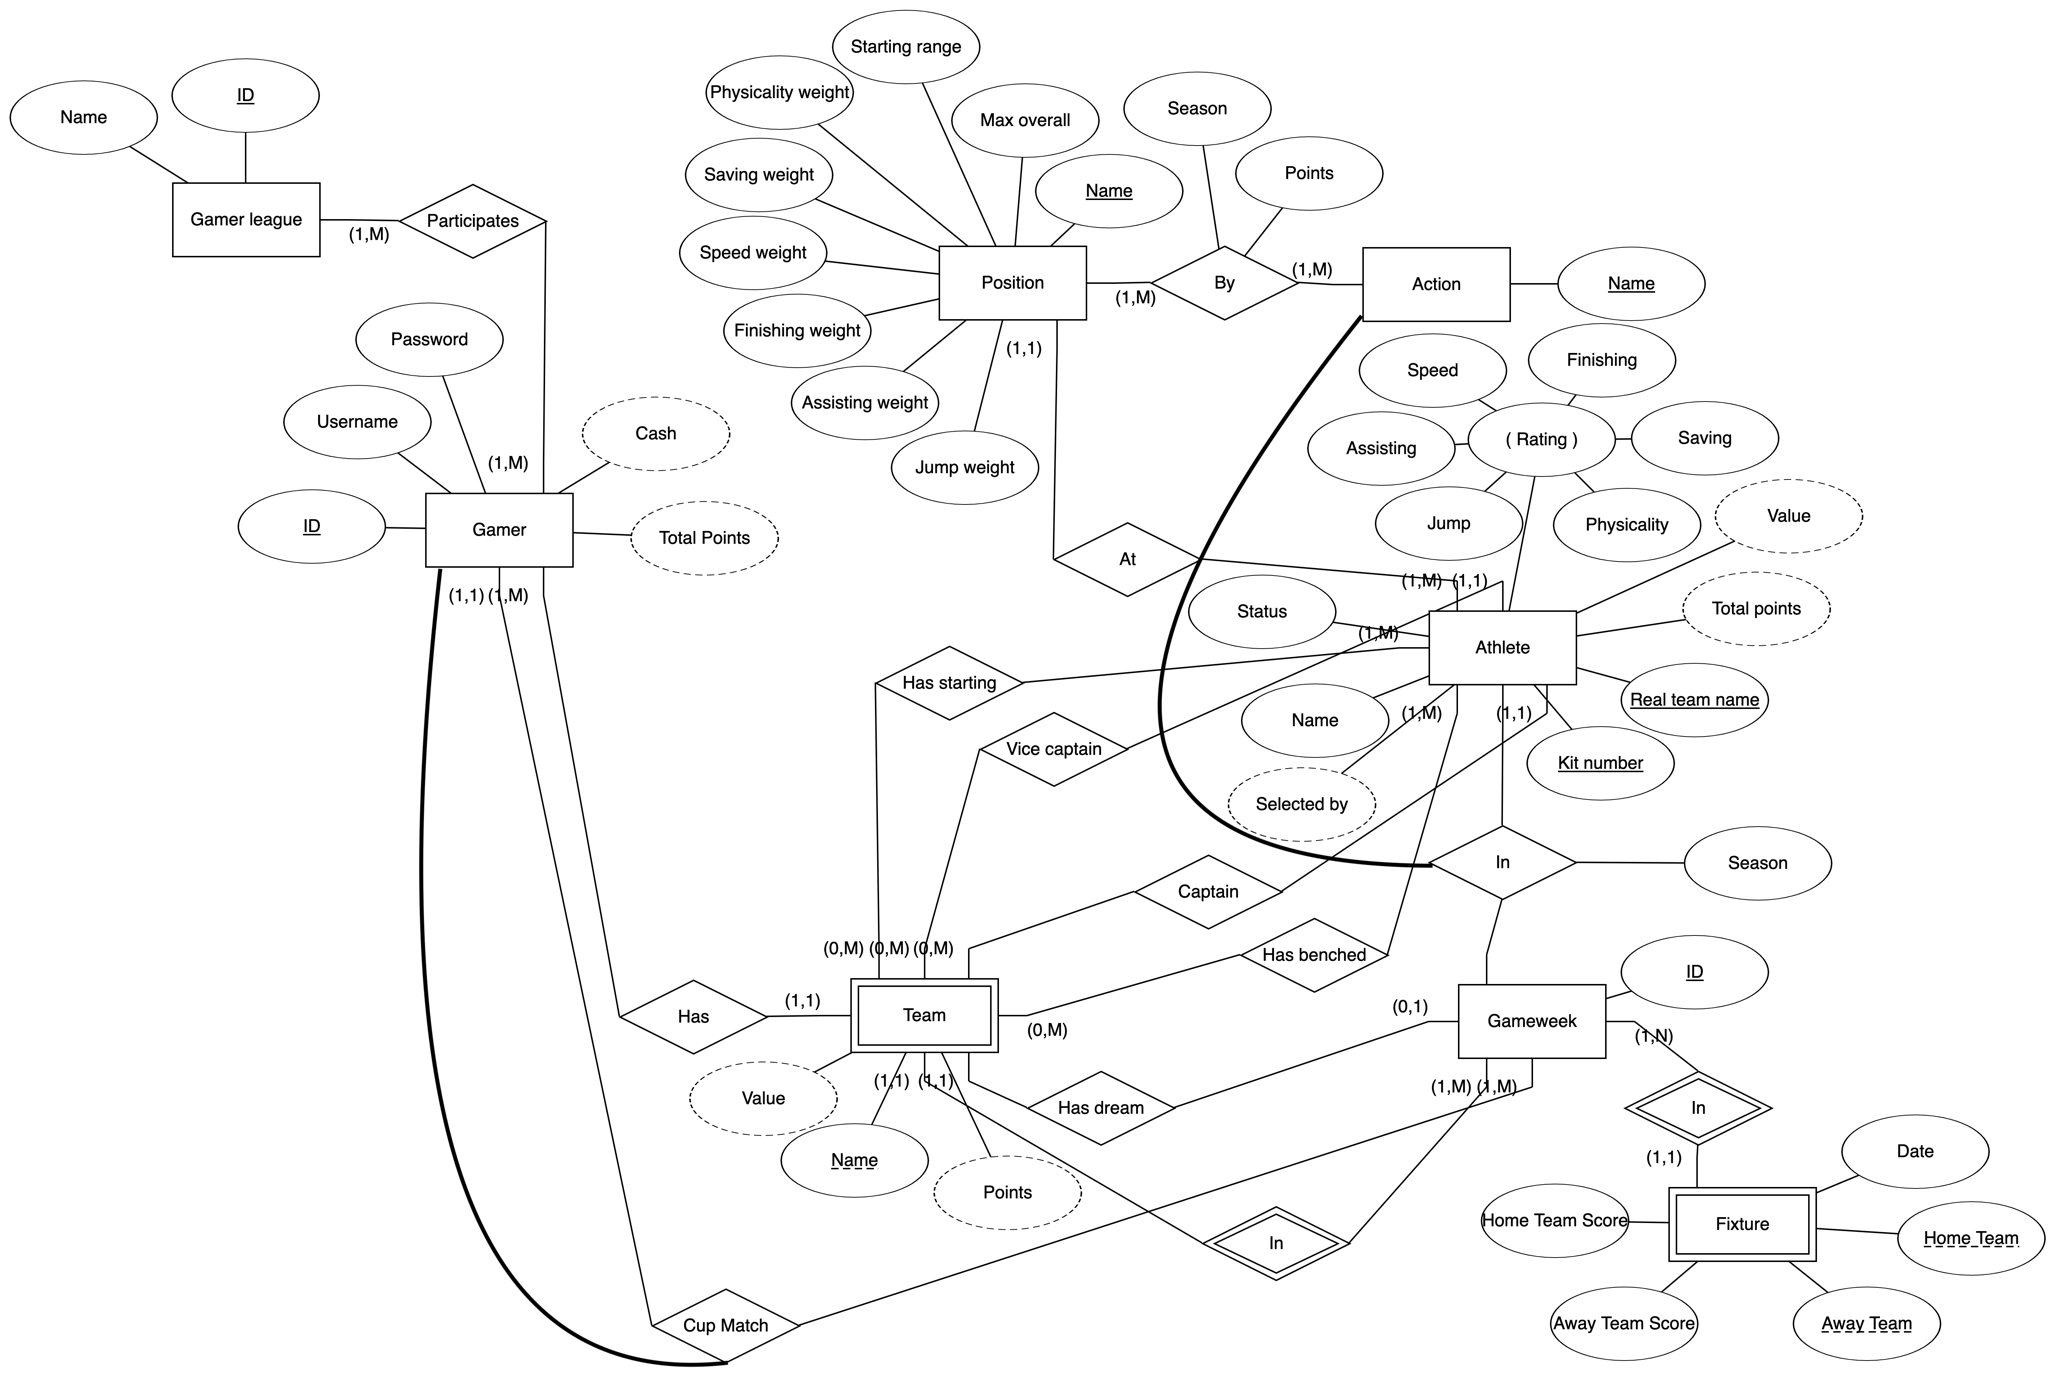 Starting range
Physicality weight
ID
Name
Max overall
Season
Points
Saving weight
Name
Gamer league
Participates
(1,M)
Speed weight
Position
(1,M)
By
(1,M)
Action
Name
Finishing weight
(1,1)
Password
Speed
Finishing
Username
Assisting weight
Cash
Assisting
( Rating )
Saving
(1,M)
Jump weight
ID
Gamer
Total Points
Jump
Physicality
Value
At
(1,1)
(1,M)
(1,M)
(1,1)
Status
Total points
(1,M)
Athlete
Has starting
Real team name
Name
(1,M)
(1,1)
Vice captain
Kit number
Selected by
In
Season
Captain
(0,M)
(0,M)
(0,M)
Has benched
ID
(1,1)
(0,1)
Has
Team
(0,M)
Gameweek
(1,N)
Value
(1,1)
(1,1)
(1,M)
(1,M)
Has dream
In
Name
(1,1)
Date
Points
Home Team Score
Fixture
Home Team
In
Cup Match
Away Team Score
Away Team